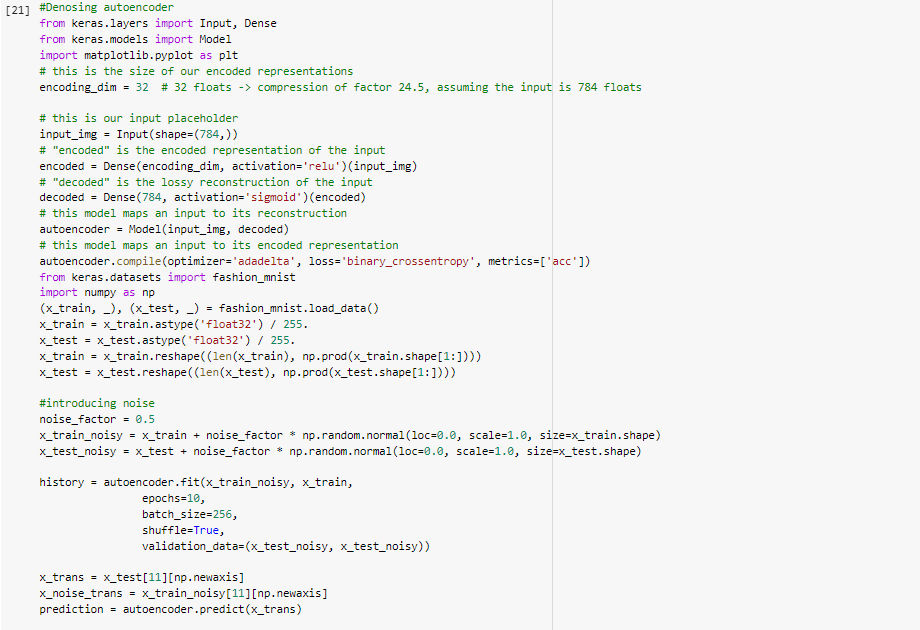 [21] #Denosing autoencoder
from keras.layers import Input, Dense
from keras.models import Model
import matplotlib.pyplot as plt
# this is the size of our encoded representations
encoding_dim = 32  # 32 floats -> compression of factor 24.5, assuming the input is 784 floats

# this is our input placeholder
input_img = Input(shape=(784,))
# "encoded" is the encoded representation of the input
encoded = Dense(encoding_dim, activation='relu')(input_img)
# "decoded" is the lossy reconstruction of the input
decoded = Dense(784, activation='sigmoid')(encoded)
# this model maps an input to its reconstruction
autoencoder = Model(input_img, decoded)
# this model maps an input to its encoded representation
autoencoder.compile(optimizer='adadelta', loss='binary_crossentropy', metrics=['acc'])
from keras.datasets import fashion_mnist
import numpy as np
(x_train, _), (x_test, _) = fashion_mnist.load_data()
x_train = x_train.astype('float32') / 255.
x_test = x_test.astype('float32') / 255.
x_train = x_train.reshape((len(x_train), np.prod(x_train.shape[1:])))
x_test = x_test.reshape((len(x_test), np.prod(x_test.shape[1:])))

#introducing noise
noise_factor = 0.5
x_train_noisy = x_train + noise_factor * np.random.normal(loc=0.0, scale=1.0, size=x_train.shape)
x_test_noisy = x_test + noise_factor * np.random.normal(loc=0.0, scale=1.0, size=x_test.shape)

history = autoencoder.fit(x_train_noisy, x_train,
                epochs=10,
                batch_size=256,
                shuffle=True,
                validation_data=(x_test_noisy, x_test_noisy))

x_trans = x_test[11][np.newaxis]
x_noise_trans = x_train_noisy[11][np.newaxis]
prediction = autoencoder.predict(x_trans)